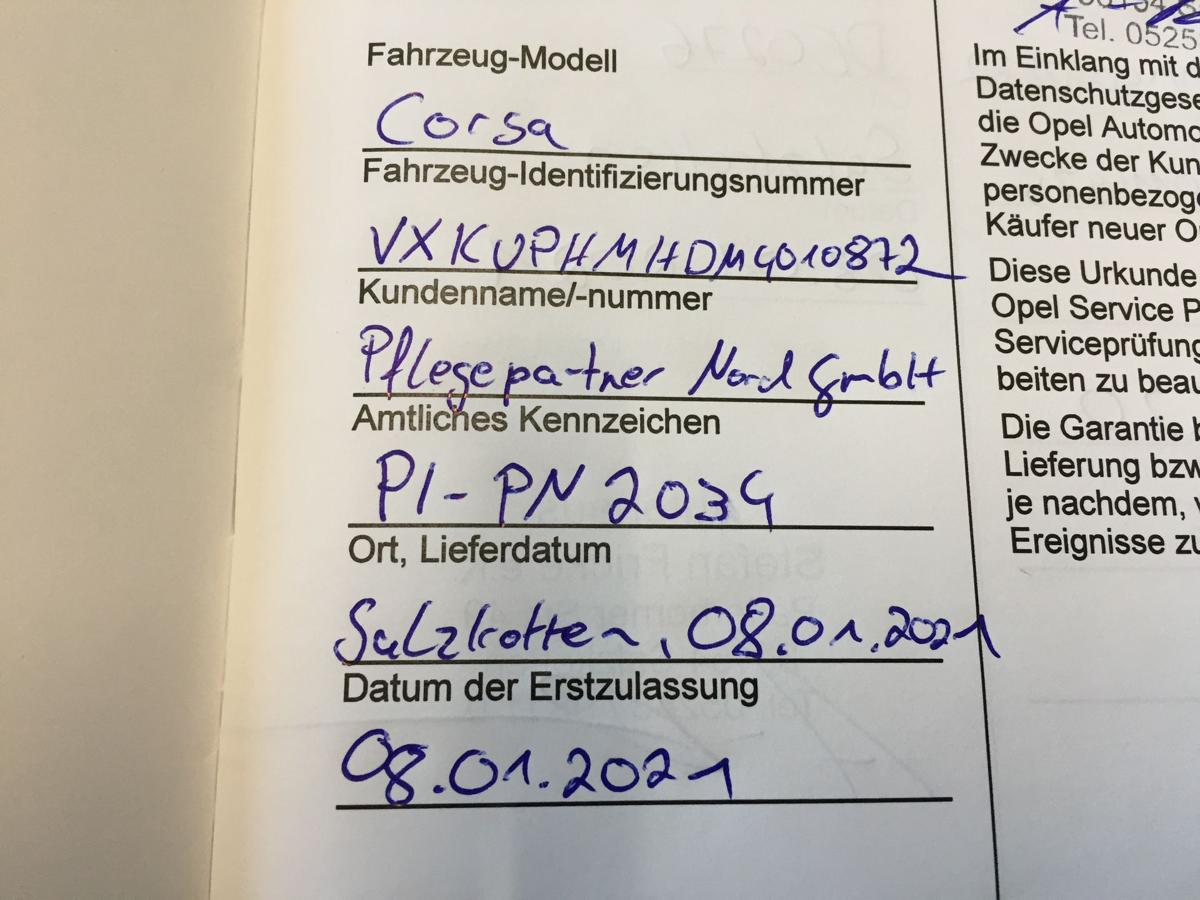 Fahrzeug-Modell
Corsa
Fahrzeug-Identifizierungsnummer
VXKUPHMHDM4010872
Kundenname/-nummer
Pflegepartner Nord GmbH
Amtliches Kennzeichen
PI-PN 2034
Ort, Lieferdatum
Salzkotten, 08.01.2021
Datum der Erstzulassung
08.01.2021
Tel. 0525
Im Einklang mit d
Datenschutzgese
die Opel Automo
Zwecke der Kun
personenbezoge
Käufer neuer O
Diese Urkunde
Opel Service P
Serviceprüfung
beiten zu beau
Die Garantie b
Lieferung bzw
je nachdem, v
Ereignisse zu